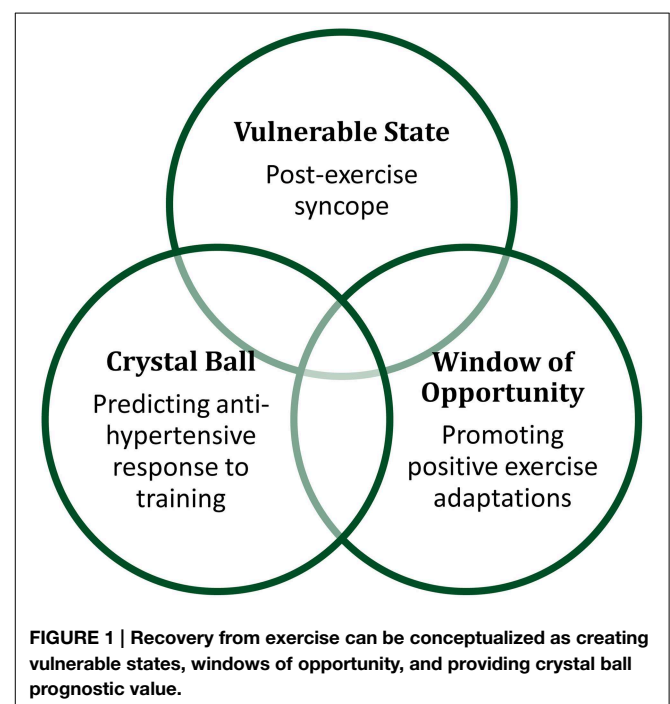 Vulnerable State
Post-exercise
syncope
Crystal Ball
Predicting anti-
hypertensive
response to
training
Window of
Opportunity
Promoting
positive exercise
adaptations
FIGURE 1 | Recovery from exercise can be conceptualized as creating
vulnerable states, windows of opportunity, and providing crystal ball
prognostic value.